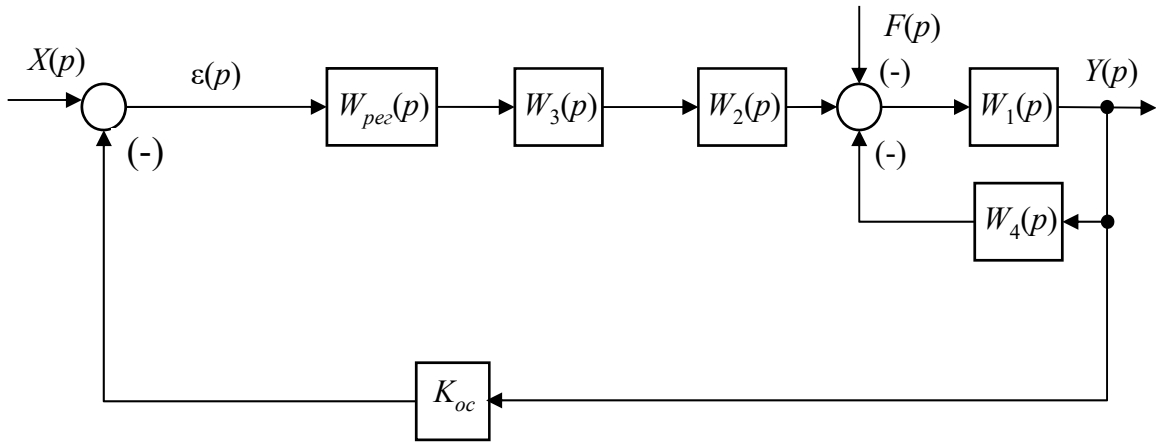 F(p)
X(p) ε(p) (-) Y(p)
W_рег(p) W_3(p) W_2(p) W_1(p)
(-) (-)
W_4(p)
K_ос